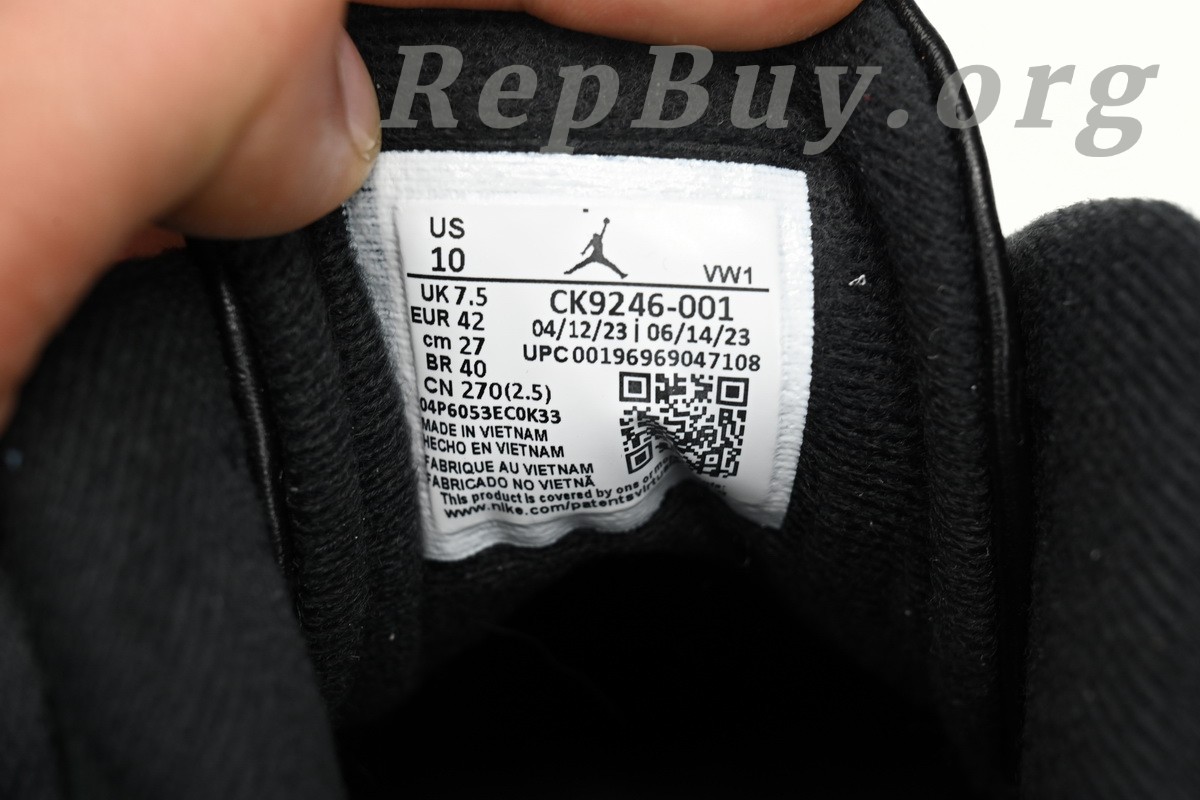 RepBuy.org
US
10
VW1
UK 7.5
EUR 42
cm 27
BR 40
CN 270(2.5)
04P6053EC0K33
MADE IN VIETNAM
HECHO EN VIETNAM
FABRIQUE AU VIETNAM
FABRICADO NO VIETNÃ
CK9246-001
04/12/23 | 06/14/23
UPC 00196969047108
This product is covered by one or
www.nike.com/patents